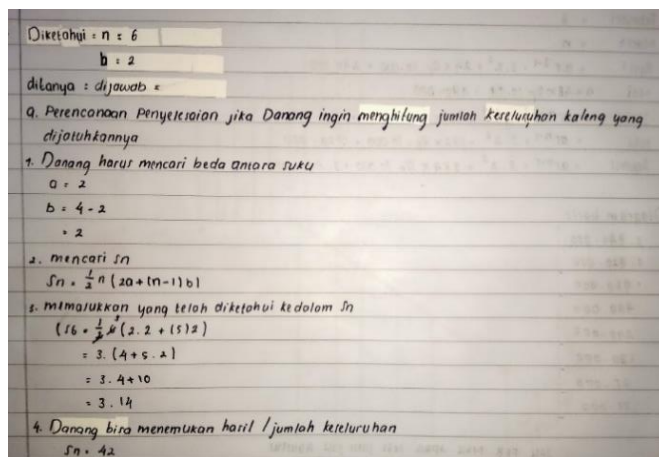 Diketahui : n = 6
b = 2
ditanya : dijawab =
a. Perencanaan Penyelesaian jika Danang ingin menghitung jumlah keseluruhan kaleng yang
dijatuhkannya
1. Danang harus mencari beda antara suku
a = 2
b = 4 - 2
= 2
2. mencari Sn
Sn = 1/2 n (2a + (n-1) b)
3. memasukkan yang telah diketahui kedalam Sn
(S6 = 1/2 6 3 (2.2 + (5)2)
= 3. (4 + 5 . 2)
= 3 . 4 + 10
= 3 . 14
4. Danang bisa menemukan hasil / jumlah keseluruhan
Sn = 42